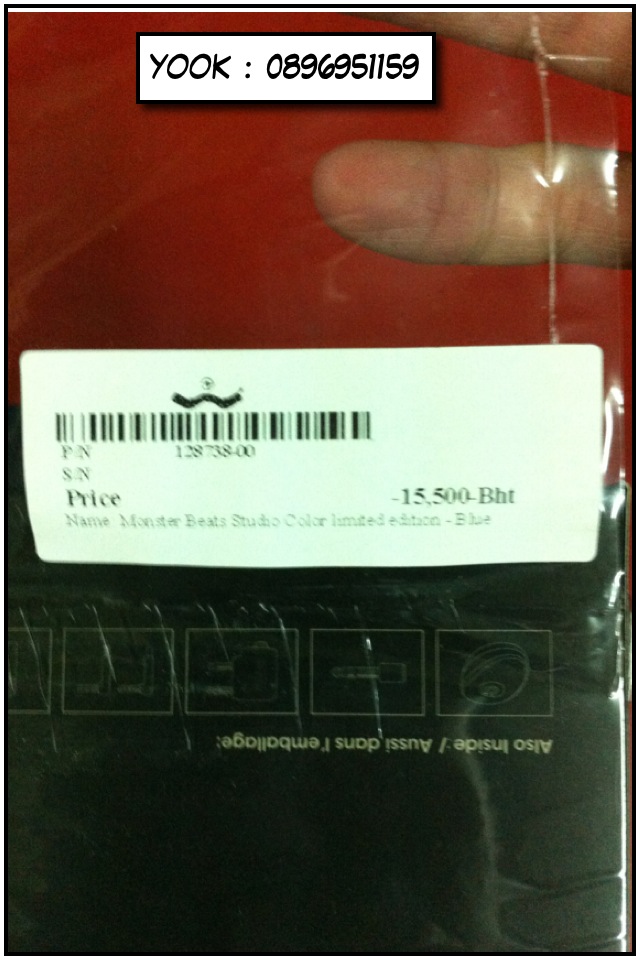 YOOK : 0896951159
P/N 128738-00
S/N
Price -15,500-Bht
Name Monster Beats Studio Color limited edition - Blue
Also Inside: / Aussi dans l'emballage: